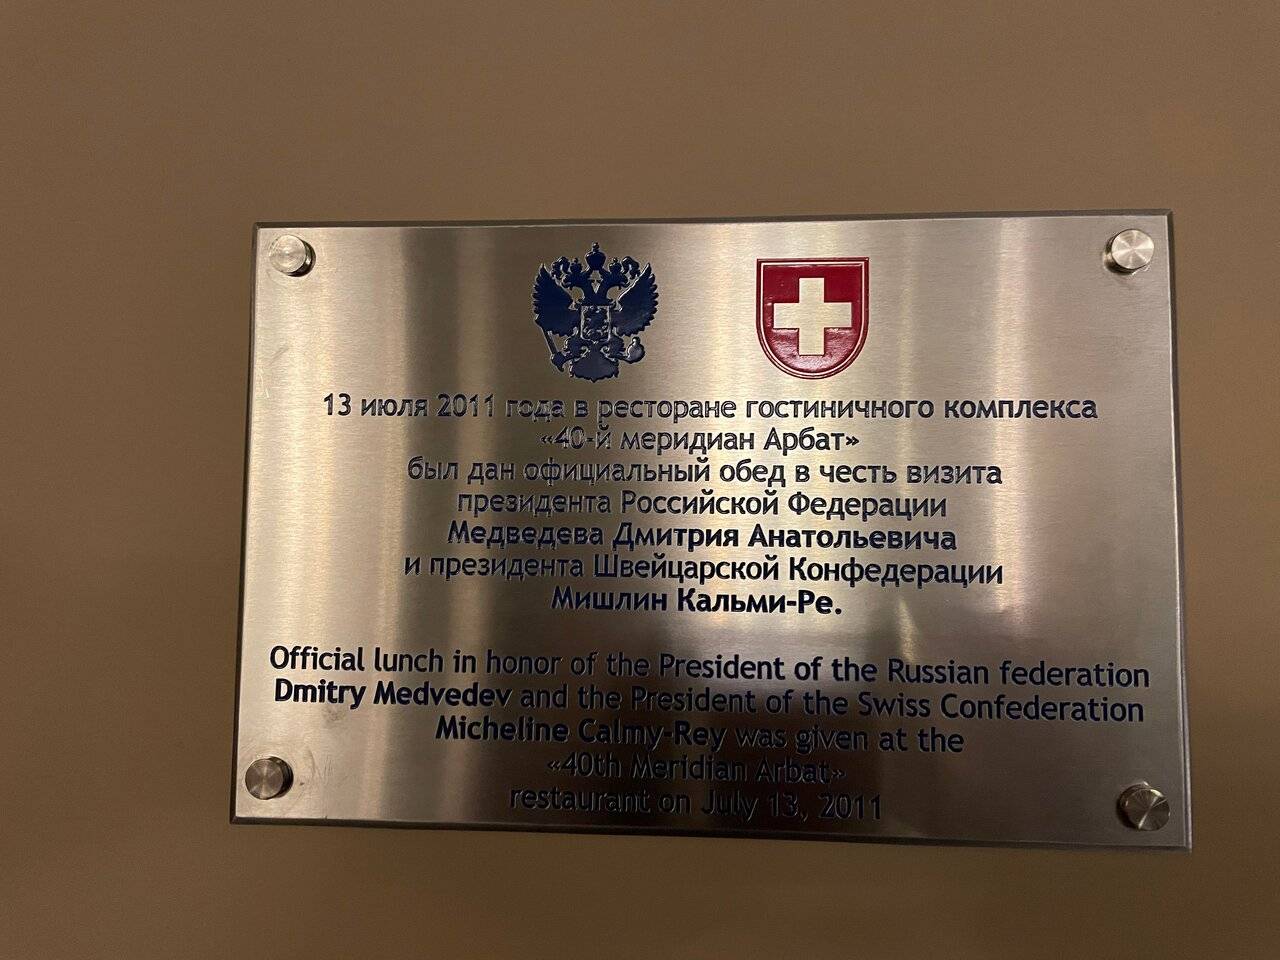 13 июля 2011 года в ресторане гостиничного комплекса
«40-й меридиан Арбат»
был дан официальный обед в честь визита
президента Российской Федерации
Медведева Дмитрия Анатольевича
и президента Швейцарской Конфедерации
Мишлин Кальми-Ре.
Official lunch in honor of the President of the Russian federation
Dmitry Medvedev and the President of the Swiss Confederation
Micheline Calmy-Rey was given at the
«40th Meridian Arbat»
restaurant on July 13, 2011